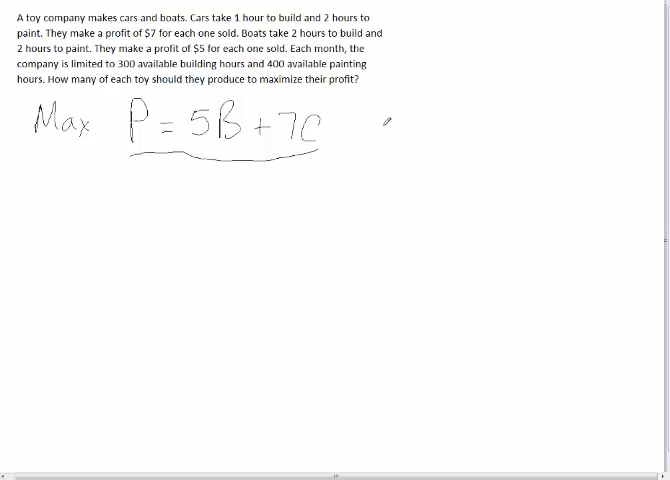 A toy company makes cars and boats. Cars take 1 hour to build and 2 hours to
paint. They make a profit of $7 for each one sold. Boats take 2 hours to build and
2 hours to paint. They make a profit of $5 for each one sold. Each month, the
company is limited to 300 available building hours and 400 available painting
hours. How many of each toy should they produce to maximize their profit?
Max P = 5B + 7C